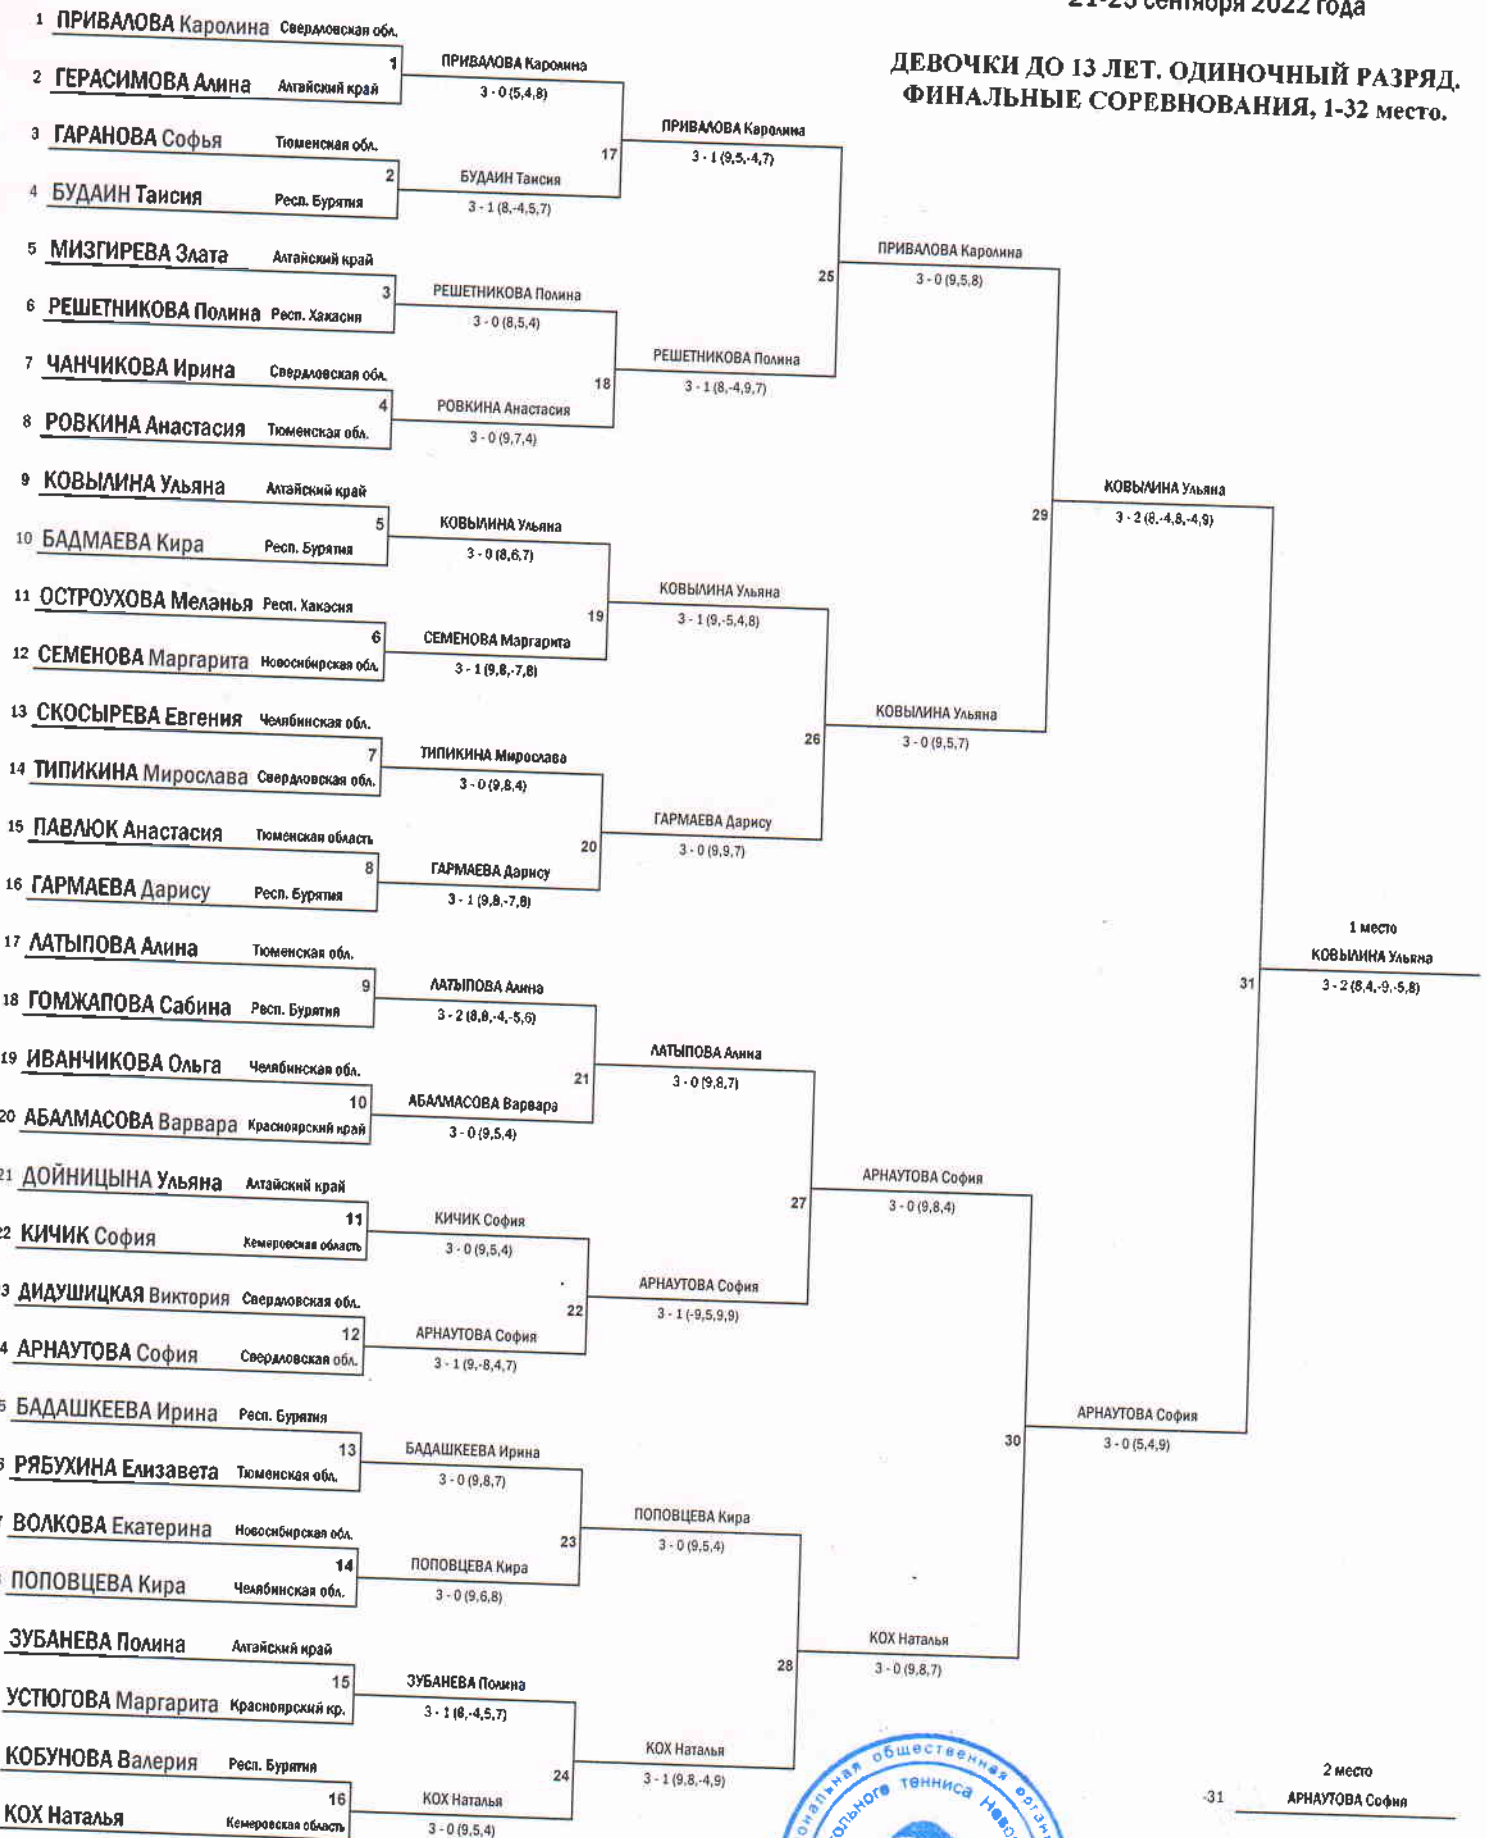 21-25 сентября 2022 года
ДЕВОЧКИ ДО 13 ЛЕТ. ОДИНОЧНЫЙ РАЗРЯД.
ФИНАЛЬНЫЕ СОРЕВНОВАНИЯ, 1-32 место.
1 ПРИВАЛОВА Каролина Свердловская обл.
1 ПРИВАЛОВА Каролина
2 ГЕРАСИМОВА Алина Алтайский край
3 - 0 (5,4,8)
17 ПРИВАЛОВА Каролина
3 - 1 (9,5,-4,7)
3 ГАРАНОВА Софья Тюменская обл.
2 БУДАИН Таисия
4 БУДАИН Таисия Респ. Бурятия
3 - 1 (8,-4,5,7)
25 ПРИВАЛОВА Каролина
3 - 0 (9,5,8)
5 МИЗГИРЕВА Злата Алтайский край
3 РЕШЕТНИКОВА Полина
6 РЕШЕТНИКОВА Полина Респ. Хакасия
3 - 0 (8,5,4)
18 РЕШЕТНИКОВА Полина
3 - 1 (8,-4,9,7)
7 ЧАНЧИКОВА Ирина Свердловская обл.
4 РОВКИНА Анастасия
8 РОВКИНА Анастасия Тюменская обл.
3 - 0 (9,7,4)
29 КОВЫЛИНА Ульяна
3 - 2 (8,-4,8,-4,9)
9 КОВЫЛИНА Ульяна Алтайский край
5 КОВЫЛИНА Ульяна
10 БАДМАЕВА Кира Респ. Бурятия
3 - 0 (8,6,7)
19 КОВЫЛИНА Ульяна
3 - 1 (9,-5,4,8)
11 ОСТРОУХОВА Меланья Респ. Хакасия
6 СЕМЕНОВА Маргарита
12 СЕМЕНОВА Маргарита Новосибирская обл.
3 - 1 (9,8,-7,8)
26 КОВЫЛИНА Ульяна
3 - 0 (9,5,7)
13 СКОСЫРЕВА Евгения Челябинская обл.
7 ТИПИКИНА Мирослава
14 ТИПИКИНА Мирослава Свердловская обл.
3 - 0 (9,8,4)
20 ГАРМАЕВА Дарису
3 - 0 (9,9,7)
15 ПАВЛЮК Анастасия Тюменская область
8 ГАРМАЕВА Дарису
16 ГАРМАЕВА Дарису Респ. Бурятия
3 - 1 (9,8,-7,8)
1 место
31 КОВЫЛИНА Ульяна
3 - 2 (8,4,-9,-5,8)
17 ЛАТЫПОВА Алина Тюменская обл.
9 ЛАТЫПОВА Алина
18 ГОМЖАПОВА Сабина Респ. Бурятия
3 - 2 (8,8,-4,-5,6)
21 ЛАТЫПОВА Алина
3 - 0 (9,8,7)
19 ИВАНЧИКОВА Ольга Челябинская обл.
10 АБАЛМАСОВА Варвара
20 АБАЛМАСОВА Варвара Красноярский край
3 - 0 (9,5,4)
27 АРНАУТОВА София
3 - 0 (9,8,4)
21 ДОЙНИЦЫНА Ульяна Алтайский край
11 КИЧИК София
22 КИЧИК София Кемеровская область
3 - 0 (9,5,4)
22 АРНАУТОВА София
3 - 1 (-9,5,9,9)
3 ДИДУШИЦКАЯ Виктория Свердловская обл.
12 АРНАУТОВА София
4 АРНАУТОВА София Свердловская обл.
3 - 1 (9,-8,4,7)
30 АРНАУТОВА София
3 - 0 (5,4,9)
5 БАДАШКЕЕВА Ирина Респ. Бурятия
13 БАДАШКЕЕВА Ирина
6 РЯБУХИНА Елизавета Тюменская обл.
3 - 0 (9,8,7)
23 ПОПОВЦЕВА Кира
3 - 0 (9,5,4)
7 ВОЛКОВА Екатерина Новосибирская обл.
14 ПОПОВЦЕВА Кира
ПОПОВЦЕВА Кира Челябинская обл.
3 - 0 (9,6,8)
28 КОХ Наталья
3 - 0 (9,8,7)
ЗУБАНЕВА Полина Алтайский край
15 ЗУБАНЕВА Полина
УСТЮГОВА Маргарита Красноярский кр.
3 - 1 (8,-4,5,7)
24 КОХ Наталья
3 - 1 (9,8,-4,9)
КОБУНОВА Валерия Респ. Бурятия
16 КОХ Наталья
КОХ Наталья Кемеровская область
3 - 0 (9,5,4)
2 место
-31 АРНАУТОВА София
общественная
тенниса